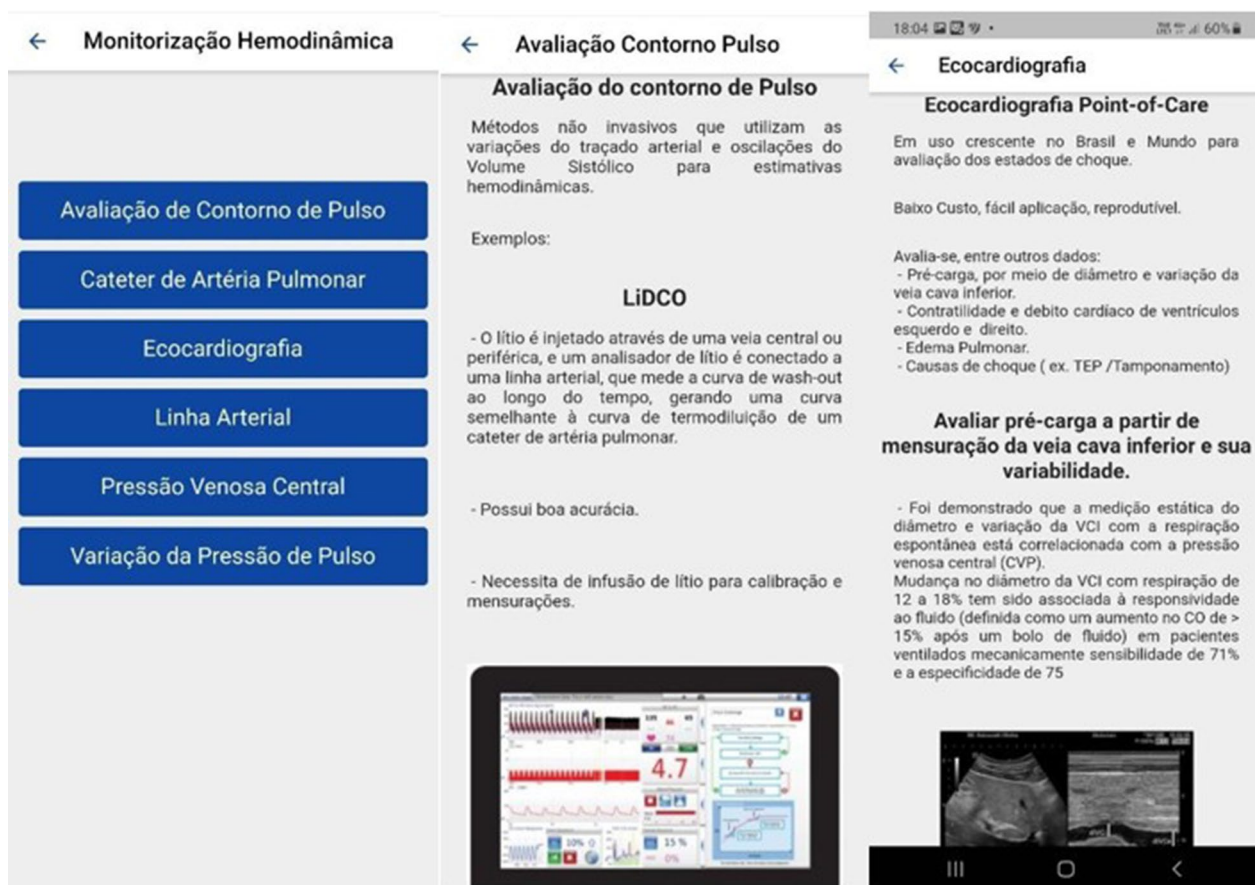 Monitorização Hemodinâmica
Avaliação de Contorno de Pulso
Cateter de Artéria Pulmonar
Ecocardiografia
Linha Arterial
Pressão Venosa Central
Variação da Pressão de Pulso
Avaliação Contorno Pulso
Avaliação do contorno de Pulso
Métodos não invasivos que utilizam as
variações do traçado arterial e oscilações do
Volume Sistólico para estimativas
hemodinâmicas.
Exemplos:
LiDCO
- O lítio é injetado através de uma veia central ou
periférica, e um analisador de lítio é conectado a
uma linha arterial, que mede a curva de wash-out
ao longo do tempo, gerando uma curva
semelhante à curva de termodiluição de um
cateter de artéria pulmonar.
- Possui boa acurácia.
- Necessita de infusão de lítio para calibração e
mensurações.
4.7
10%
15 %
0%
18:04
60%
Ecocardiografia
Ecocardiografia Point-of-Care
Em uso crescente no Brasil e Mundo para
avaliação dos estados de choque.
Baixo Custo, fácil aplicação, reprodutível.
Avalia-se, entre outros dados:
- Pré-carga, por meio de diâmetro e variação da
veia cava inferior.
- Contratilidade e debito cardíaco de ventrículos
esquerdo e direito.
- Edema Pulmonar.
- Causas de choque ( ex. TEP /Tamponamento)
Avaliar pré-carga a partir de
mensuração da veia cava inferior e sua
variabilidade.
- Foi demonstrado que a medição estática do
diâmetro e variação da VCI com a respiração
espontânea está correlacionada com a pressão
venosa central (CVP).
Mudança no diâmetro da VCI com respiração de
12 a 18% tem sido associada à responsividade
ao fluido (definida como um aumento no CO de >
15% após um bolo de fluido) em pacientes
ventilados mecanicamente sensibilidade de 71%
e a especificidade de 75